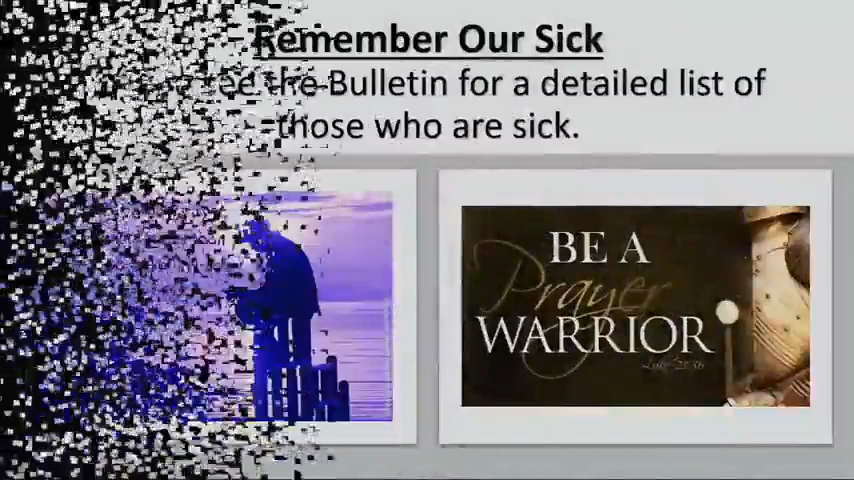 Remember Our Sick
the Bulletin for a detailed list of
those who are sick.
BE A
Prayer
WARRIOR